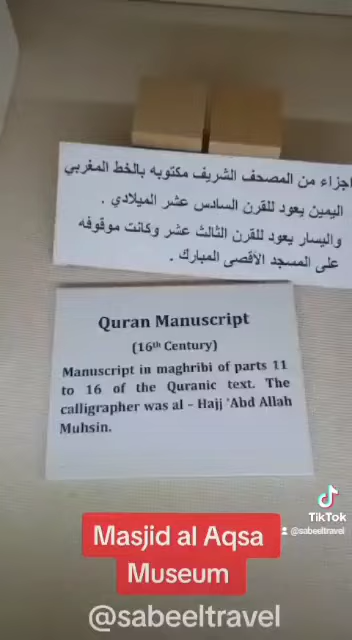 اجزاء من المصحف الشريف مكتوبه بالخط المغربي
اليمين يعود للقرن السادس عشر الميلادي .
واليسار يعود للقرن الثالث عشر وكانت موقوفه
على المسجد الأقصى المبارك .
Quran Manuscript
(16th Century)
Manuscript in maghribi of parts 11
to 16 of the Quranic text. The
calligrapher was al – Hajj 'Abd Allah
Muhsin.
TikTok
@sabeeltravel
Masjid al Aqsa
Museum
@sabeeltravel